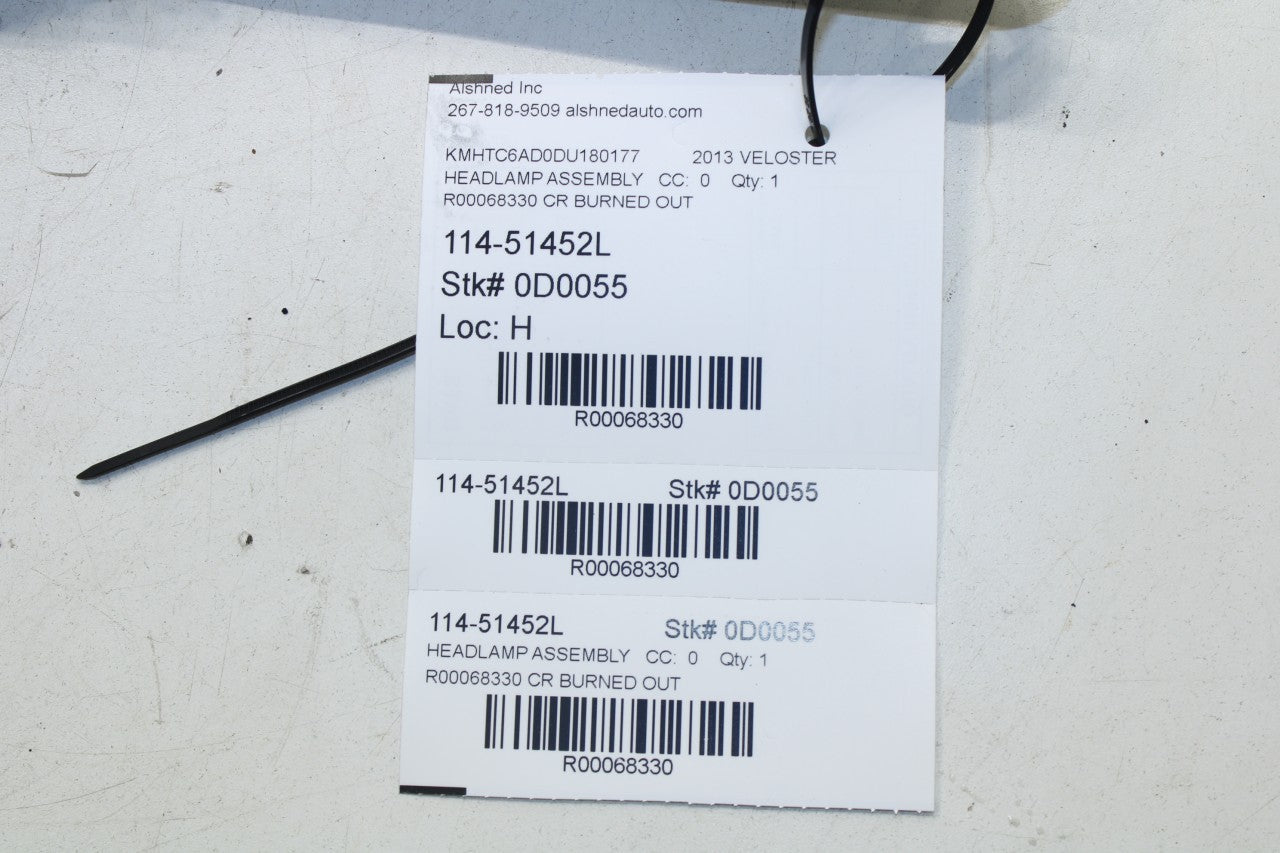 Alshned Inc
267-818-9509 alshnedauto.com
KMHTC6AD0DU180177 2013 VELOSTER
HEADLAMP ASSEMBLY CC: 0 Qty: 1
R00068330 CR BURNED OUT
114-51452L
Stk# 0D0055
Loc: H
R00068330
114-51452L Stk# 0D0055
R00068330
114-51452L Stk# 0D0055
HEADLAMP ASSEMBLY CC: 0 Qty: 1
R00068330 CR BURNED OUT
R00068330